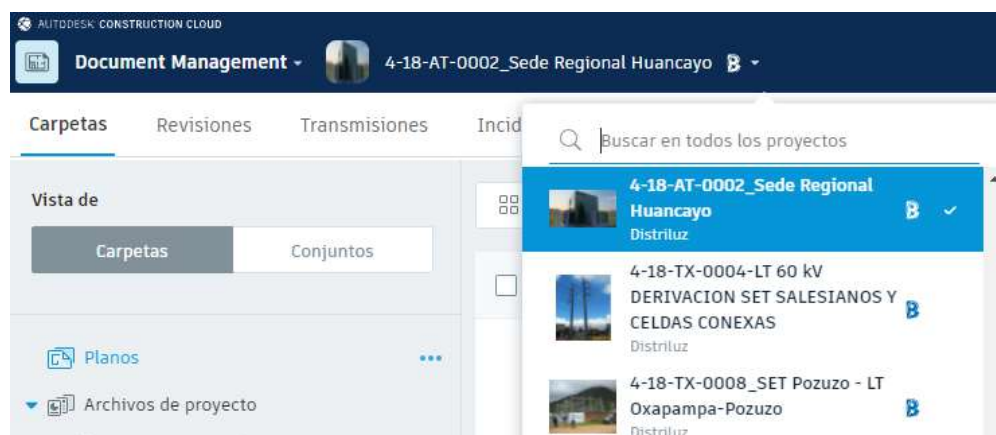 AUTODESK CONSTRUCTION CLOUD
Document Management
4-18-AT-0002_Sede Regional Huancayo
Carpetas Revisiones Transmisiones Incid
Buscar en todos los proyectos
Vista de
Carpetas Conjuntos
Planos
Archivos de proyecto
4-18-AT-0002_Sede Regional
Huancayo
Distriluz
4-18-TX-0004-LT 60 kV
DERIVACION SET SALESIANOS Y
CELDAS CONEXAS
Distriluz
4-18-TX-0008_SET Pozuzo - LT
Oxapampa-Pozuzo
Distriluz